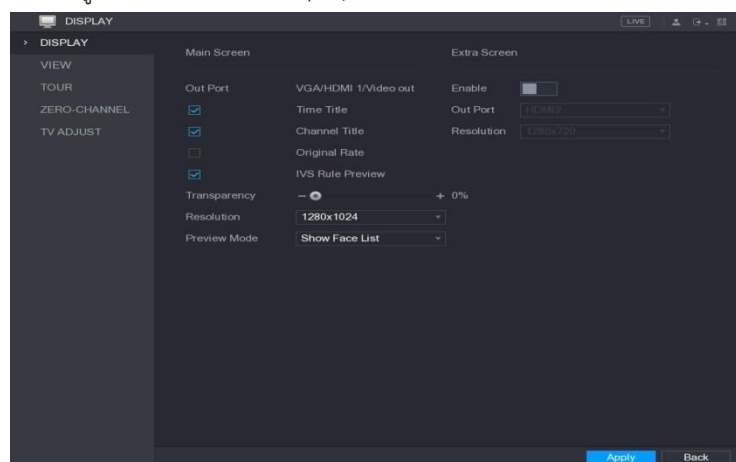 DISPLAY
LIVE
DISPLAY
VIEW
TOUR
ZERO-CHANNEL
TV ADJUST
Main Screen
Extra Screen
Out Port VGA/HDMI 1/Video out Enable
Time Title Out Port HDMI2
Channel Title Resolution 1280x720
Original Rate
IVS Rule Preview
Transparency - + 0%
Resolution 1280x1024
Preview Mode Show Face List
Apply Back